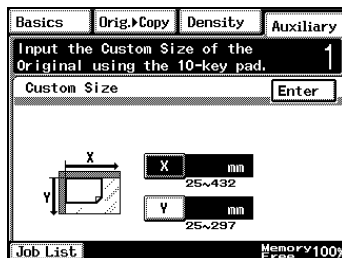 Basics Orig.▸Copy Density Auxiliary
Input the Custom Size of the 1
Original using the 10-key pad.
Custom Size Enter
X
X mm
25~432
Y
Y mm
25~297
Job List Memory Free 100%